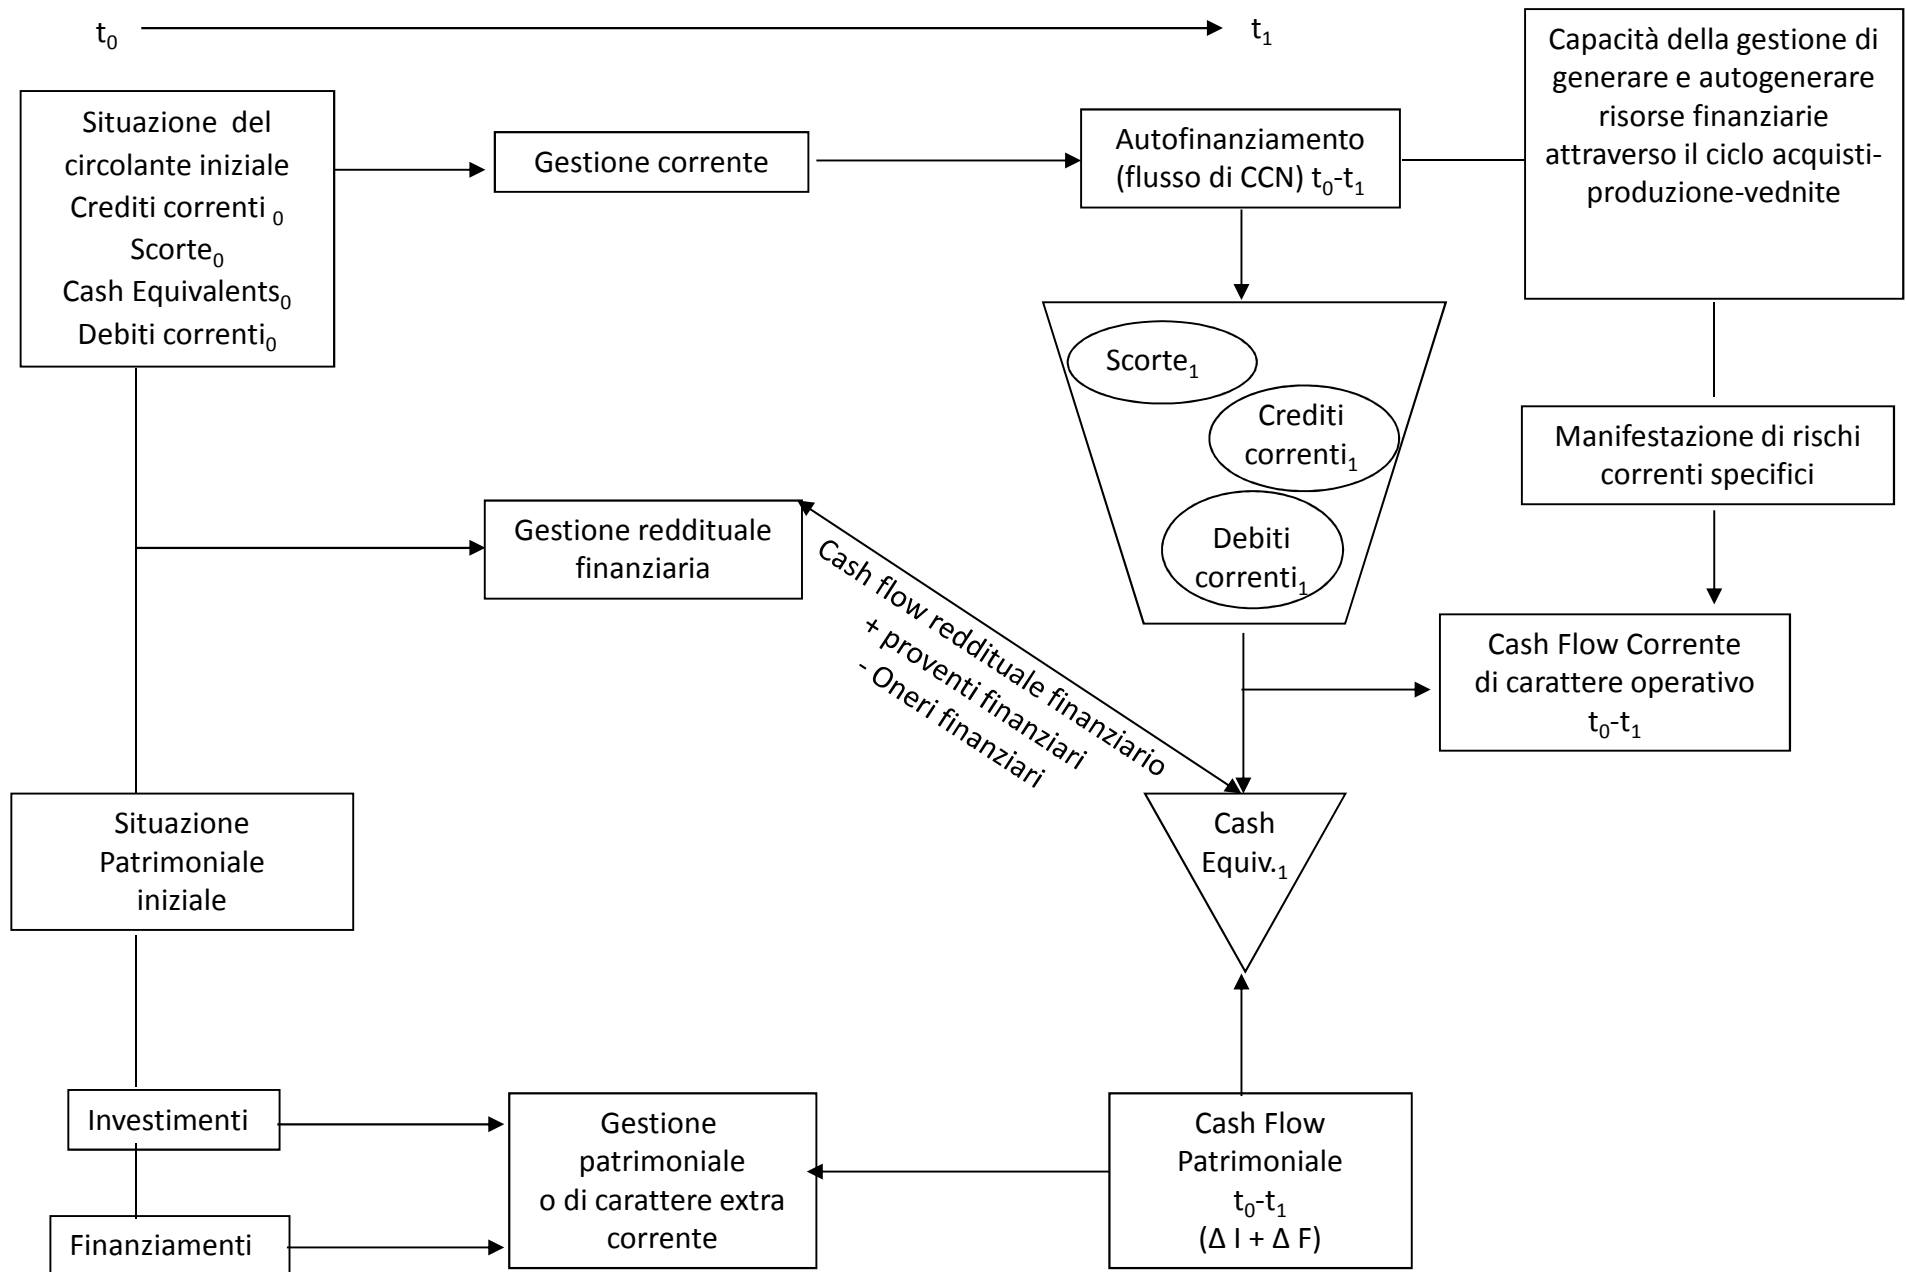 t₀
t₁
Capacità della gestione di
generare e autogenerare
risorse finanziarie
attraverso il ciclo acquisti-
produzione-vednite
Situazione del
circolante iniziale
Crediti correnti ₀
Scorte₀
Cash Equivalents₀
Debiti correnti₀
Gestione corrente
Autofinanziamento
(flusso di CCN) t₀-t₁
Scorte₁
Crediti
correnti₁
Debiti
correnti₁
Manifestazione di rischi
correnti specifici
Gestione reddituale
finanziaria
Cash flow reddituale finanziario
+ proventi finanziari
- Oneri finanziari
Cash Flow Corrente
di carattere operativo
t₀-t₁
Situazione
Patrimoniale
iniziale
Cash
Equiv.₁
Investimenti
Finanziamenti
Gestione
patrimoniale
o di carattere extra
corrente
Cash Flow
Patrimoniale
t₀-t₁
(Δ I + Δ F)